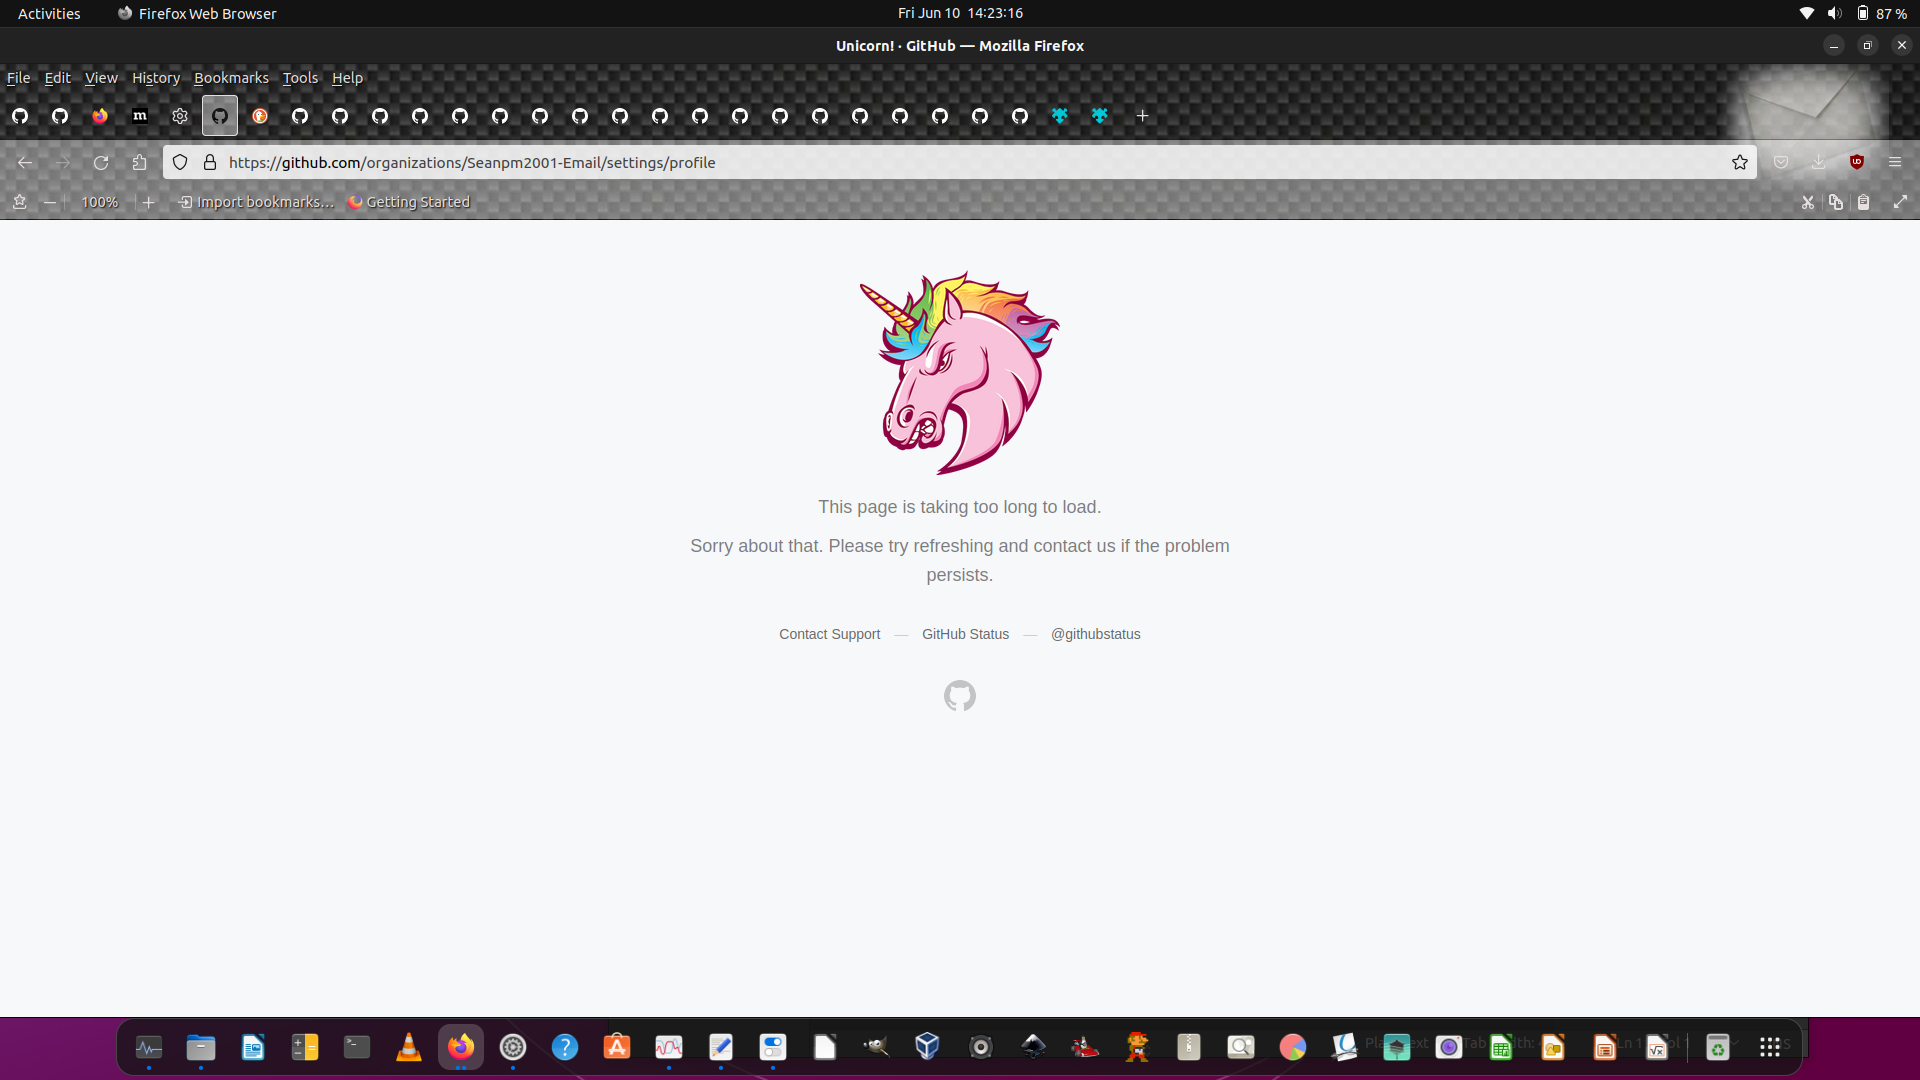 Activities
Firefox Web Browser
Fri Jun 10 14:23:16
87 %
Unicorn! · GitHub — Mozilla Firefox
File Edit View History Bookmarks Tools Help
https://github.com/organizations/Seanpm2001-Email/settings/profile
100%
Import bookmarks...
Getting Started
This page is taking too long to load.
Sorry about that. Please try refreshing and contact us if the problem
persists.
Contact Support — GitHub Status — @githubstatus